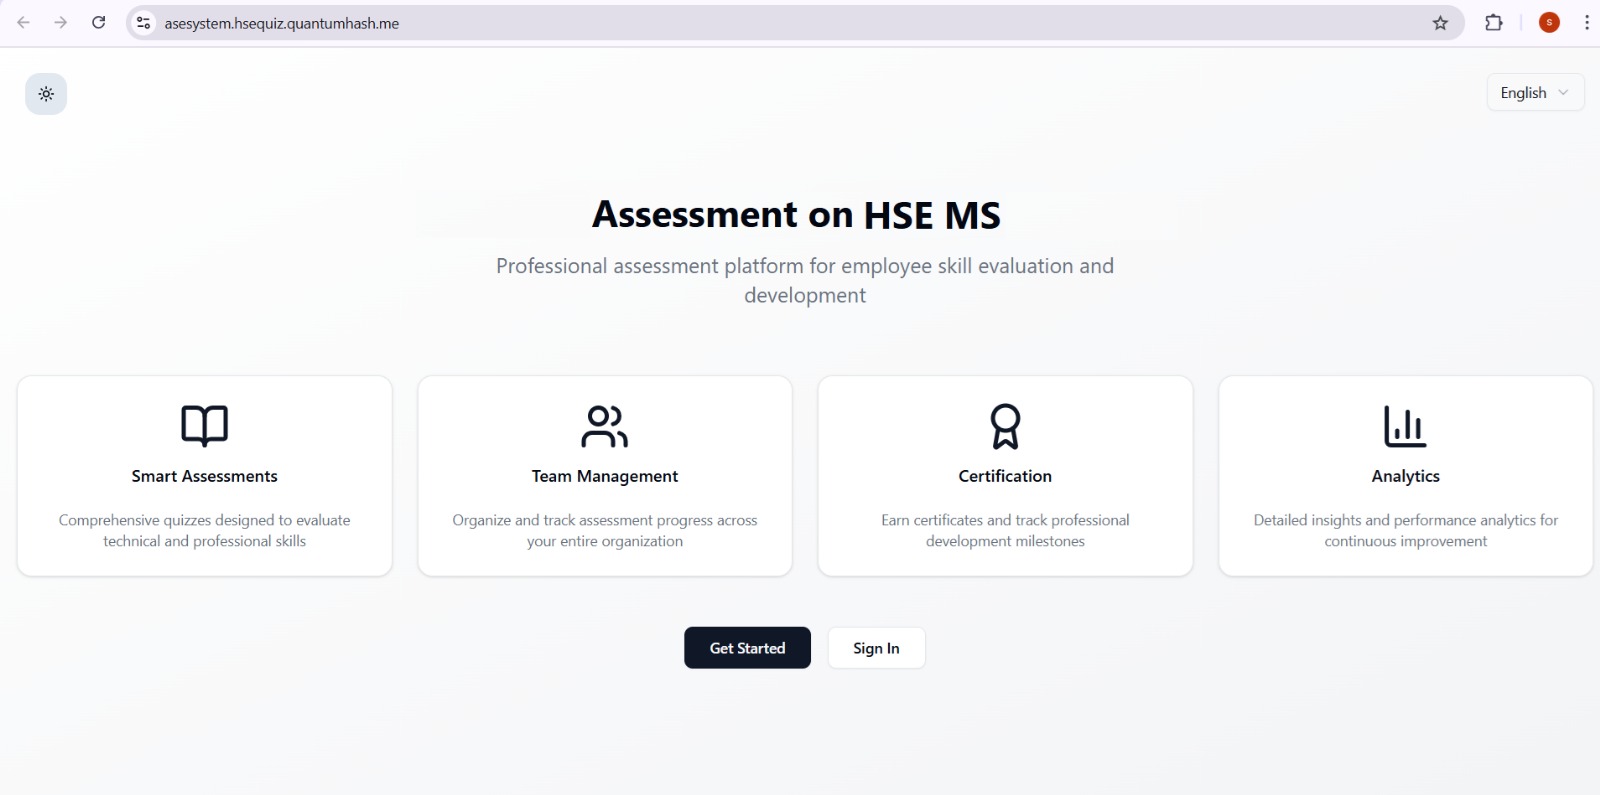 asesystem.hsequiz.quantumhash.me
S
English
Assessment on HSE MS
Professional assessment platform for employee skill evaluation and
development
Smart Assessments
Comprehensive quizzes designed to evaluate
technical and professional skills
Team Management
Organize and track assessment progress across
your entire organization
Certification
Earn certificates and track professional
development milestones
Analytics
Detailed insights and performance analytics for
continuous improvement
Get Started
Sign In